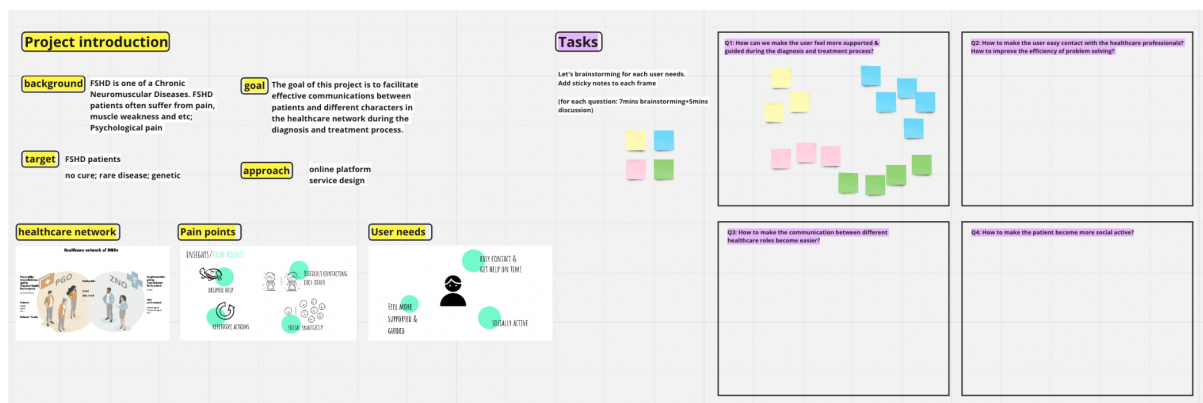 Project introduction
background
FSHD is one of a Chronic
Neuromuscular Diseases. FSHD
patients often suffer from pain,
muscle weakness and etc;
Psychological pain
goal
The goal of this project is to facilitate
effective communications between
patients and different characters in
the healthcare network during the
diagnosis and treatment process.
target
FSHD patients
no cure; rare disease; genetic
approach
online platform
service design
healthcare network
Healthcare network of NMDs
PGO
ZNO
Pain points
INSIGHTS/PAIN POINTS
DELAYED HELP
DIFFICULT CONTACTING
EACH OTHER
REPETITIVE ACTIONS
User needs
EASY CONTACT &
GET HELP ON TIME
FEEL MORE
SUPPORTED &
GUIDED
SOCIALLY ACTIVE
Tasks
Let's brainstorming for each user needs.
Add sticky notes to each frame
(for each question: 7mins brainstorming+5mins
discussion)
Q1: How can we make the user feel more supported &
guided during the diagnosis and treatment process?
Q2: How to make the user easy contact with the healthcare professionals?
How to improve the efficiency of problem solving?
Q3: How to make the communication between different
healthcare roles become easier?
Q4: How to make the patient become more social active?